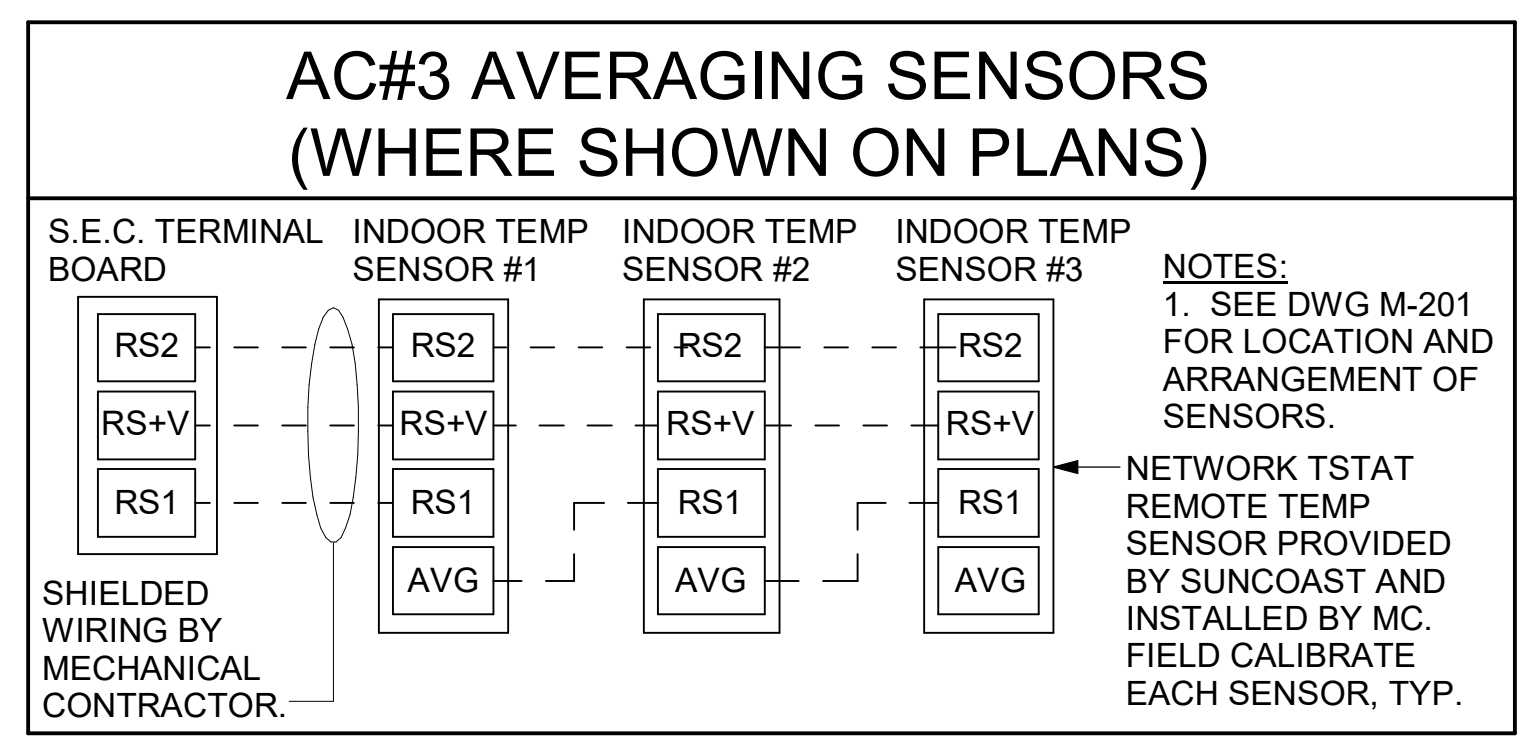 AC#3 AVERAGING SENSORS
(WHERE SHOWN ON PLANS)
S.E.C. TERMINAL
BOARD
RS2
RS+V
RS1
SHIELDED
WIRING BY
MECHANICAL
CONTRACTOR.
INDOOR TEMP
SENSOR #1
RS2
RS+V
RS1
AVG
INDOOR TEMP
SENSOR #2
RS2
RS+V
RS1
AVG
INDOOR TEMP
SENSOR #3
RS2
RS+V
RS1
AVG
NOTES:
1. SEE DWG M-201
FOR LOCATION AND
ARRANGEMENT OF
SENSORS.
NETWORK TSTAT
REMOTE TEMP
SENSOR PROVIDED
BY SUNCOAST AND
INSTALLED BY MC.
FIELD CALIBRATE
EACH SENSOR, TYP.